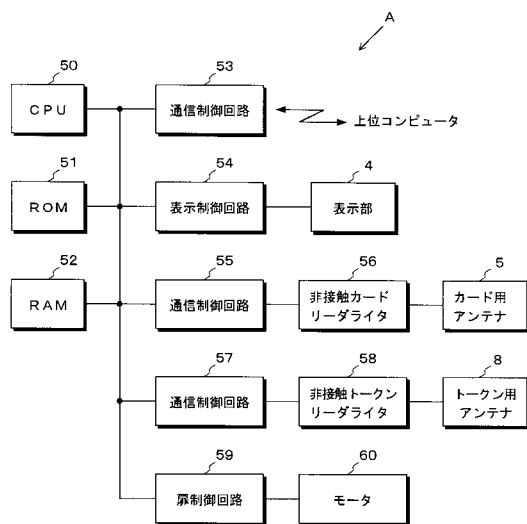 A
50
CPU
53
通信制御回路
上位コンピュータ
51
ROM
54
表示制御回路
4
表示部
52
RAM
55
通信制御回路
56
非接触カード
リーダライタ
5
カード用
アンテナ
57
通信制御回路
58
非接触トークン
リーダライタ
8
トークン用
アンテナ
59
扉制御回路
60
モータ